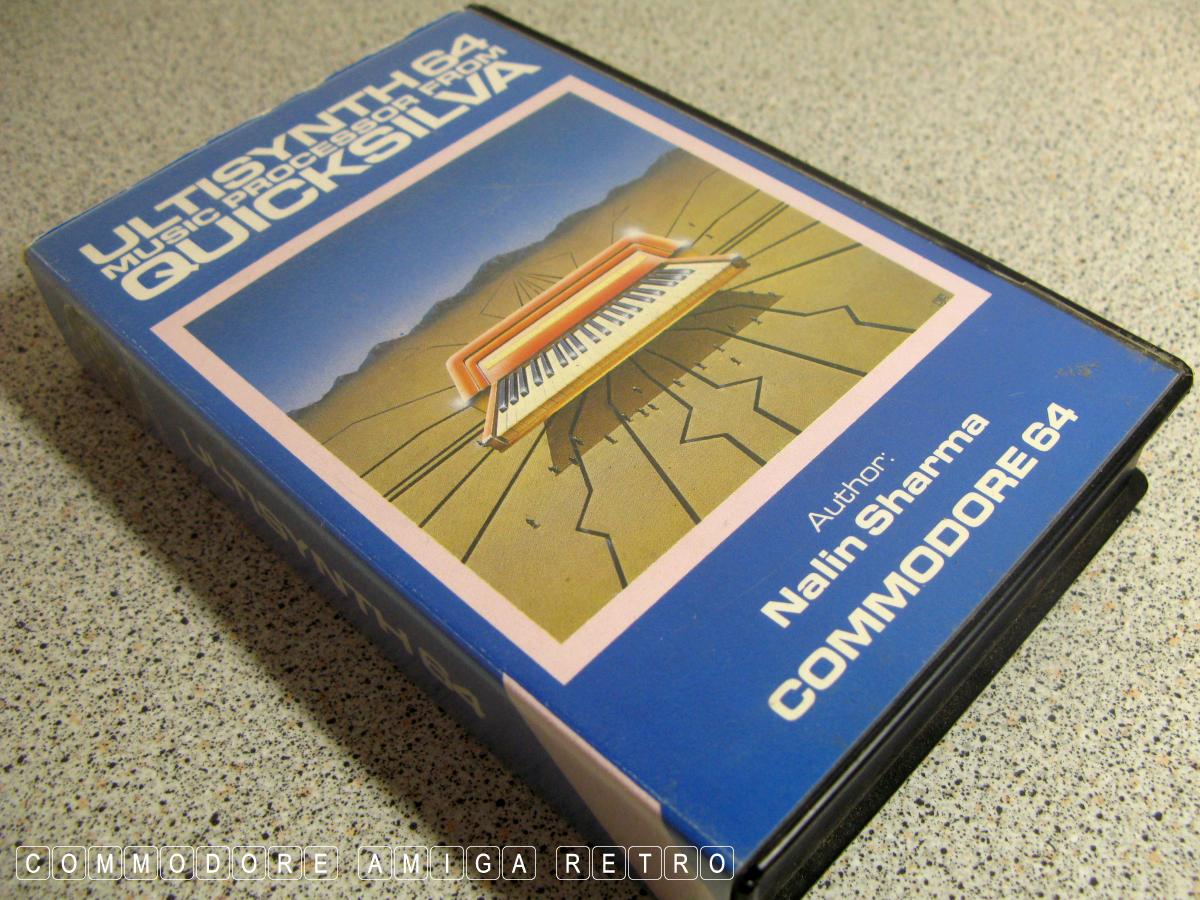 ULTISYNTH 64
MUSIC PROCESSOR FROM
QUICKSILVA
Author:
Nalin Sharma
COMMODORE 64
ULTISYNTH 64
COMMODORE AMIGA RETRO